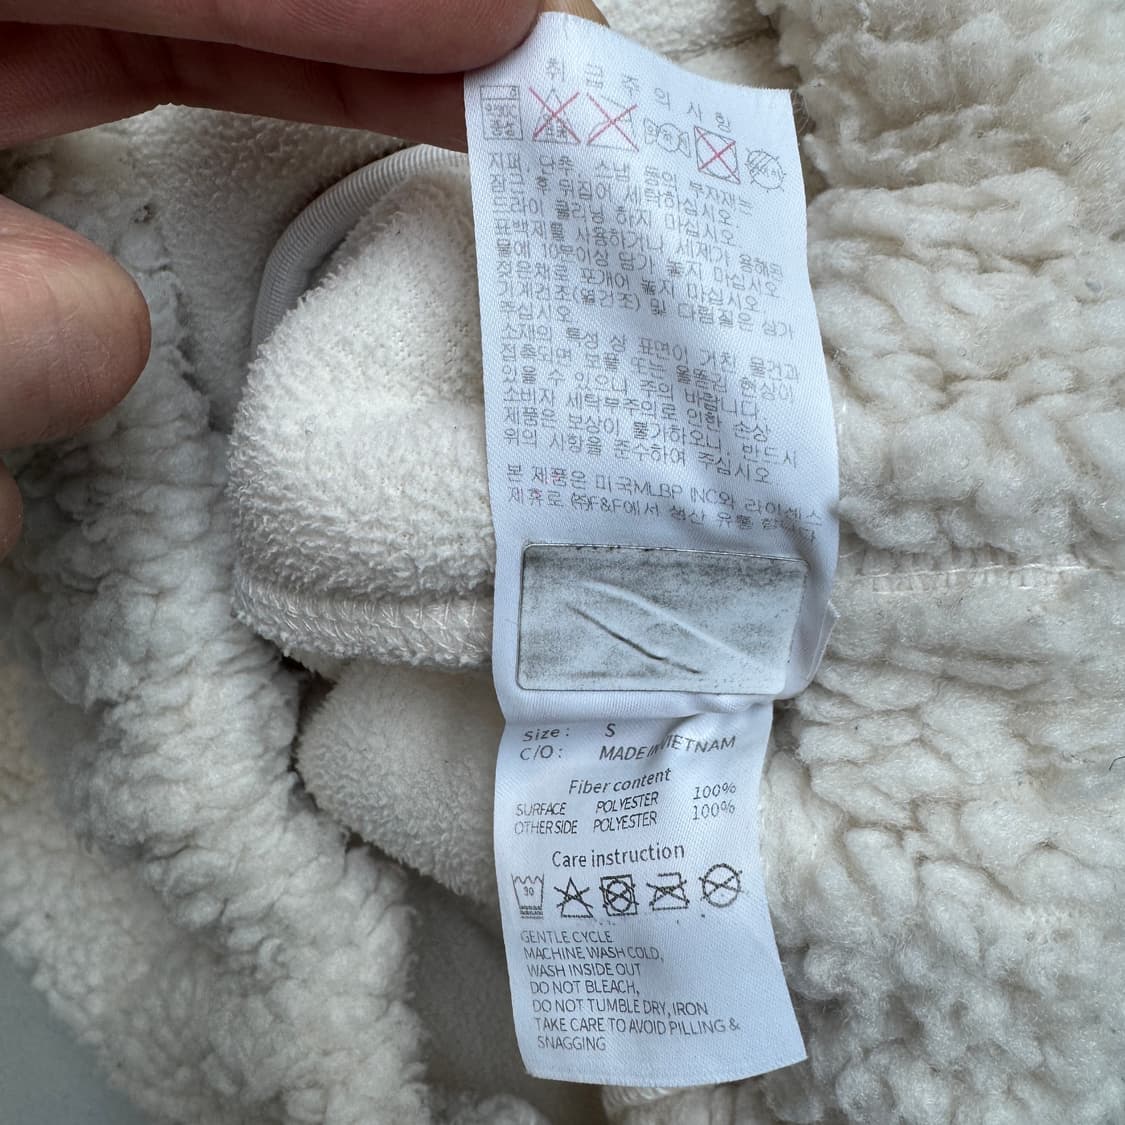 취급주의사항
지퍼, 단추, 스냅 등의 부자재는
잠근 후 뒤집어 세탁하십시오.
드라이 클리닝 하지 마십시오.
표백제를 사용하거나 세제가 용해된
물에 10분이상 담가 놓지 마십시오.
젖은채로 포개어 놓지 마십시오.
기계건조(열건조) 및 다림질은 삼가
주십시오.
소재의 특성 상 표면이 거친 물건과
접촉되면 보풀 또는 올뜯김 현상이
있을 수 있으니 주의 바랍니다.
소비자 세탁부주의로 인한 손상
제품은 보상이 불가하오니, 반드시
위의 사항을 준수하여 주십시오
본 제품은 미국MLBP INC와 라이센스
제휴로 ㈜F&F에서 생산 유통 합니다
Size : S
C/O : MADE IN VIETNAM
Fiber content
SURFACE POLYESTER 100%
OTHERSIDE POLYESTER 100%
Care instruction
30
GENTLE CYCLE
MACHINE WASH COLD,
WASH INSIDE OUT
DO NOT BLEACH,
DO NOT TUMBLE DRY, IRON
TAKE CARE TO AVOID PILLING &
SNAGGING